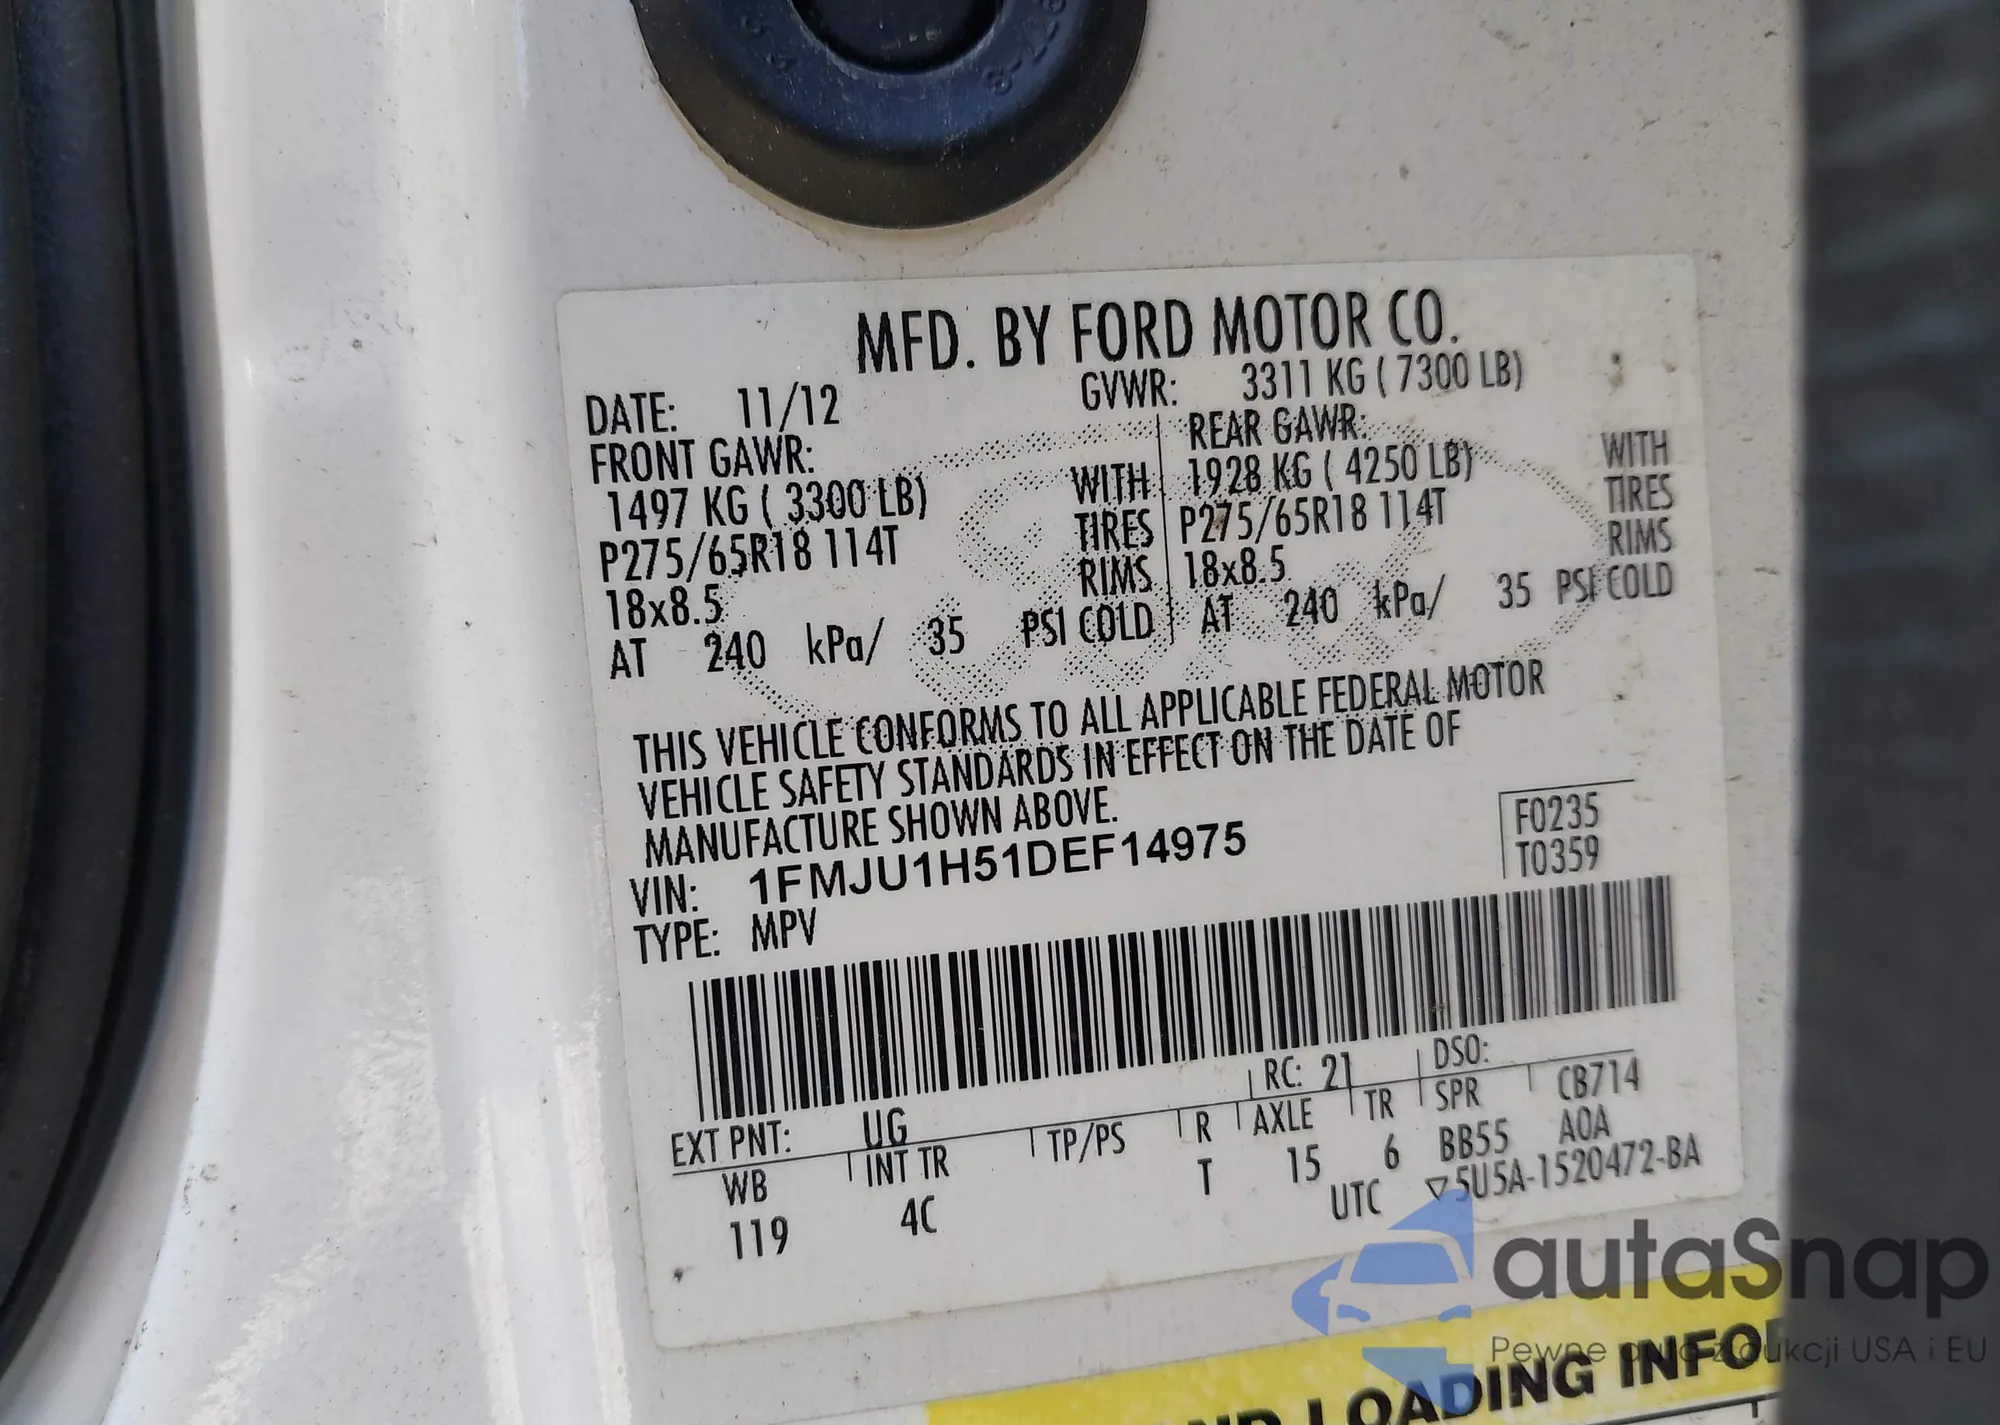 MFD. BY FORD MOTOR CO.
DATE: 11/12 GVWR: 3311 KG ( 7300 LB)
FRONT GAWR: REAR GAWR:
1497 KG ( 3300 LB) WITH 1928 KG ( 4250 LB) WITH
P275/65R18 114T TIRES P275/65R18 114T TIRES
18x8.5 RIMS 18x8.5 RIMS
AT 240 kPa/ 35 PSI COLD AT 240 kPa/ 35 PSI COLD
THIS VEHICLE CONFORMS TO ALL APPLICABLE FEDERAL MOTOR
VEHICLE SAFETY STANDARDS IN EFFECT ON THE DATE OF
MANUFACTURE SHOWN ABOVE.
VIN: 1FMJU1H51DEF14975
F0235
T0359
TYPE: MPV
EXT PNT: UG RC: 21 DSO:
WB INT TR TP/PS R AXLE TR SPR CB714
119 4C T 15 6 BB55 A0A
UTC ▽5U5A-1520472-BA
autaSnap
Pewne auta z aukcji USA i EU
LOADING INFO